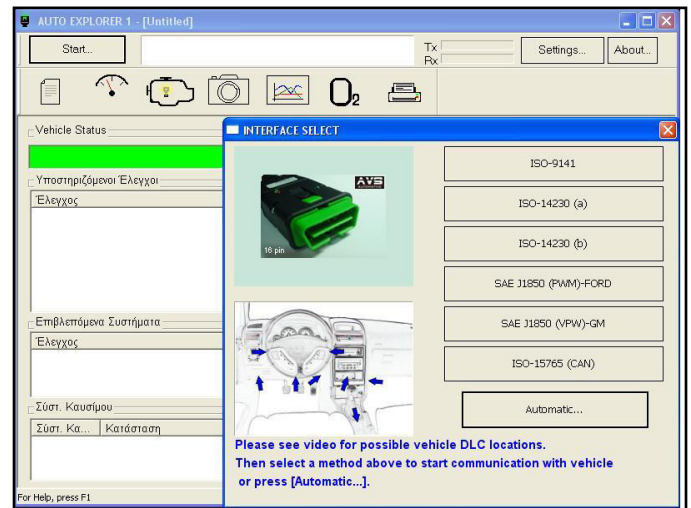 AUTO EXPLORER 1 - [Untitled]
Start...
Tx
Rx
Settings...
About...
O2
Vehicle Status
Υποστηριζόμενοι Έλεγχοι
Έλεγχος
Επιβλεπόμενα Συστήματα
Έλεγχος
Σύστ. Καυσίμου
Σύστ. Κα...
Κατάσταση
For Help, press F1
INTERFACE SELECT
AVS
16 pin
ISO-9141
ISO-14230 (a)
ISO-14230 (b)
SAE J1850 (PWM)-FORD
SAE J1850 (VPW)-GM
ISO-15765 (CAN)
Automatic...
Please see video for possible vehicle DLC locations.
Then select a method above to start communication with vehicle
or press [Automatic...].